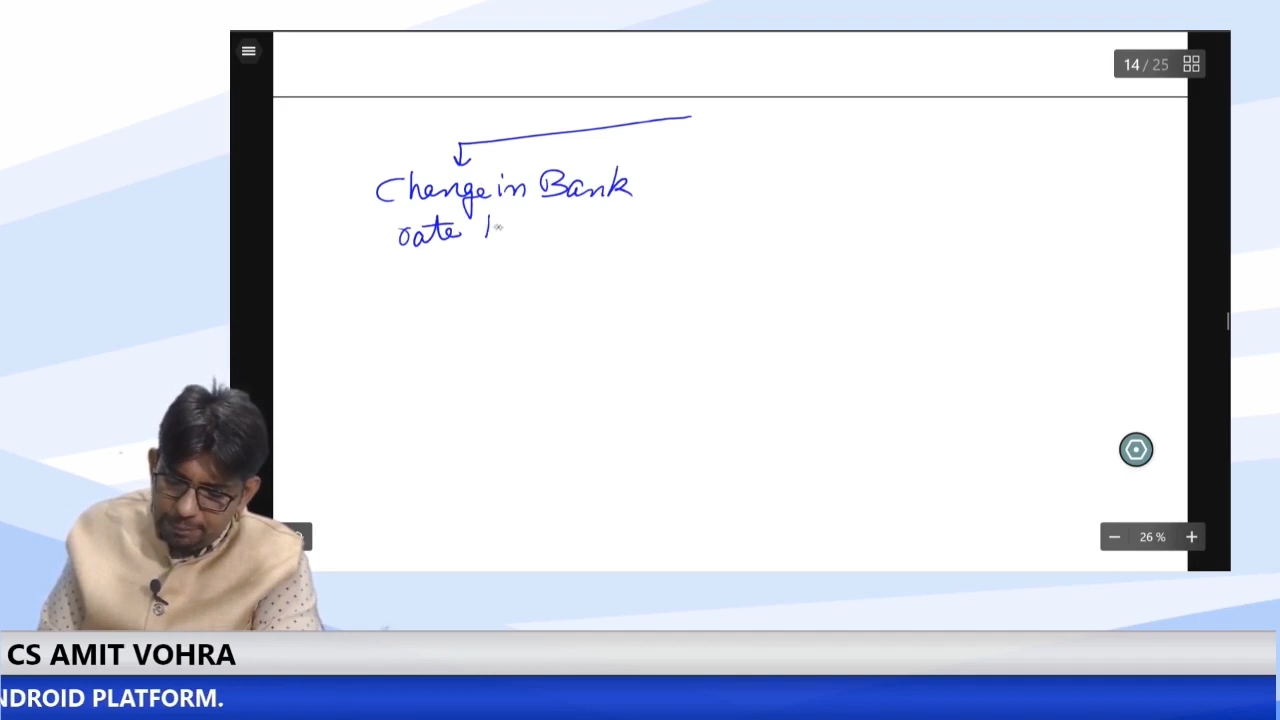 14 / 25
Change in Bank
rate
26 %
CS AMIT VOHRA
NDROID PLATFORM.